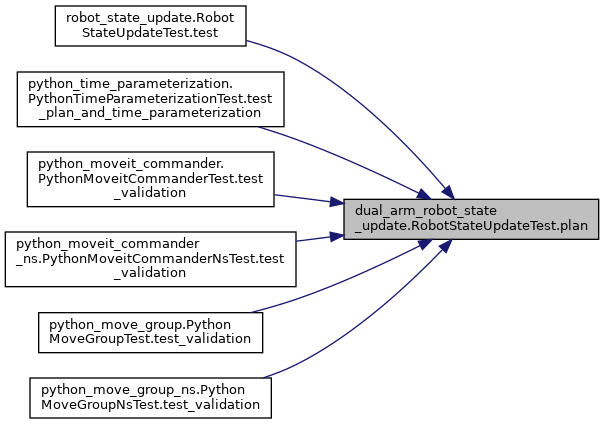 robot_state_update.Robot
StateUpdateTest.test
python_time_parameterization.
PythonTimeParameterizationTest.test
_plan_and_time_parameterization
python_moveit_commander.
PythonMoveitCommanderTest.test
_validation
dual_arm_robot_state
_update.RobotStateUpdateTest.plan
python_moveit_commander
_ns.PythonMoveitCommanderNsTest.test
_validation
python_move_group.Python
MoveGroupTest.test_validation
python_move_group_ns.Python
MoveGroupNsTest.test_validation